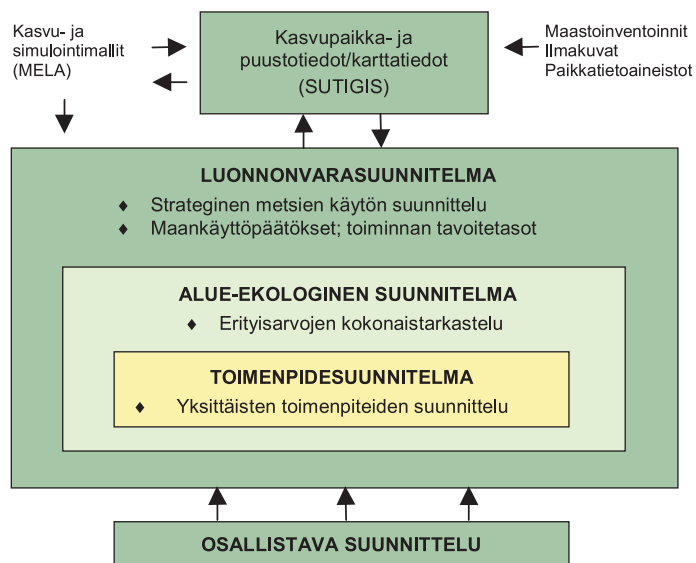 Kasvu- ja
simulointimallit
(MELA)
Kasvupaikka- ja
puustotiedot/karttatiedot
(SUTIGIS)
Maastoinventoinnit
Ilmakuvat
Paikkatietoaineistot
LUONNONVARASUUNNITELMA
♦ Strateginen metsien käytön suunnittelu
♦ Maankäyttöpäätökset; toiminnan tavoitetasot
ALUE-EKOLOGINEN SUUNNITELMA
♦ Erityisarvojen kokonaistarkastelu
TOIMENPIDESUUNNITELMA
♦ Yksittäisten toimenpiteiden suunnittelu
OSALLISTAVA SUUNNITTELU